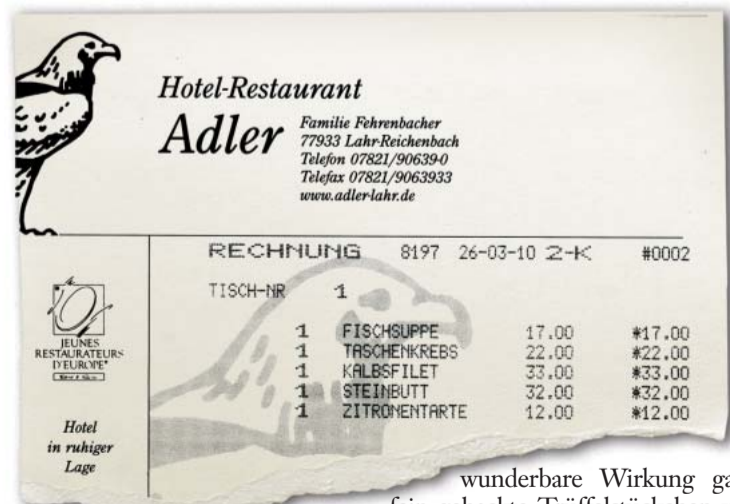 Hotel-Restaurant
Adler
Familie Fehrenbacher
77933 Lahr-Reichenbach
Telefon 07821/90639-0
Telefax 07821/9063933
www.adler-lahr.de
RECHNUNG 8197 26-03-10 2-K #0002
TISCH-NR 1
1 FISCHSUPPE 17.00 *17.00
1 TASCHENKREBS 22.00 *22.00
1 KALBSFILET 33.00 *33.00
1 STEINBUTT 32.00 *32.00
1 ZITRONENTARTE 12.00 *12.00
JEUNES
RESTAURATEURS
D'EUROPE
Hotel
in ruhiger
Lage
wunderbare Wirkung